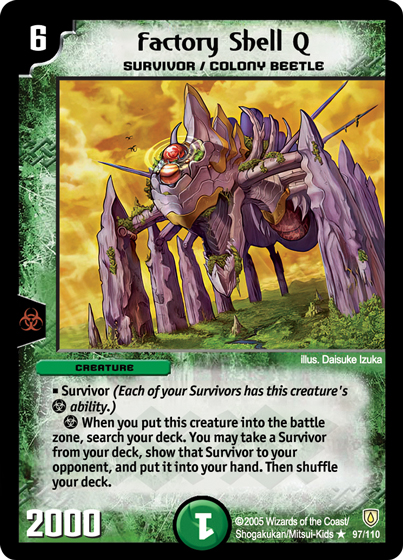 6
Factory Shell Q
SURVIVOR / COLONY BEETLE
illus. Daisuke Izuka
CREATURE
▪ Survivor (Each of your Survivors has this creature's
☣ ability.)
☣ When you put this creature into the battle
zone, search your deck. You may take a Survivor
from your deck, show that Survivor to your
opponent, and put it into your hand. Then shuffle
your deck.
2000
1
©2005 Wizards of the Coast/
Shogakukan/Mitsui-Kids ★ 97/110